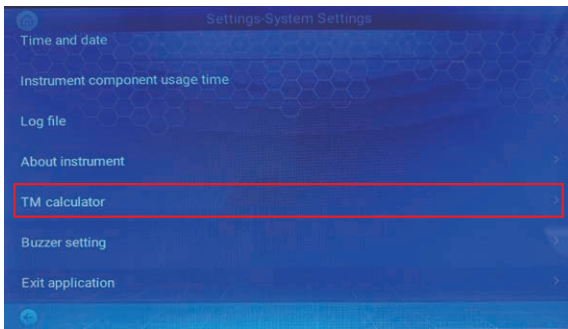 Settings-System Settings
Time and date
Instrument component usage time
Log file
About instrument
TM calculator
Buzzer setting
Exit application